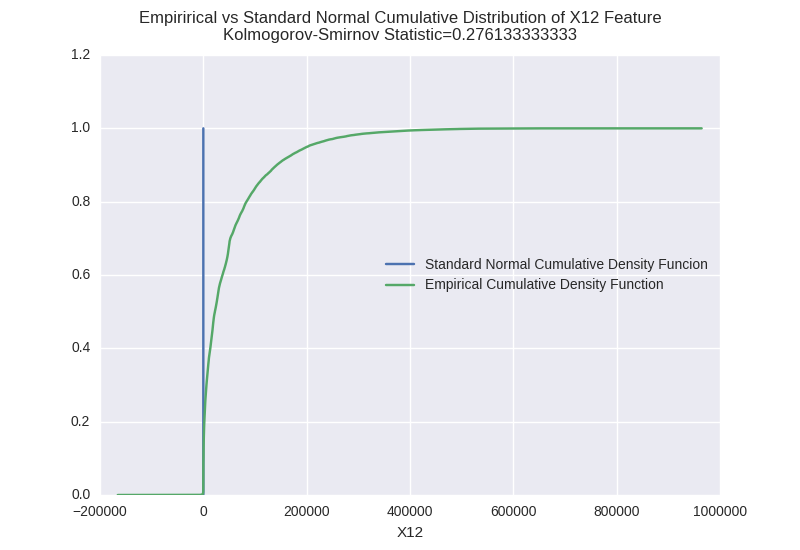 Empririrical vs Standard Normal Cumulative Distribution of X12 Feature
Kolmogorov-Smirnov Statistic=0.276133333333
1.2
1.0
0.8
0.6
0.4
0.2
0.0
Standard Normal Cumulative Density Funcion
Empirical Cumulative Density Function
−200000 0 200000 400000 600000 800000 1000000
X12